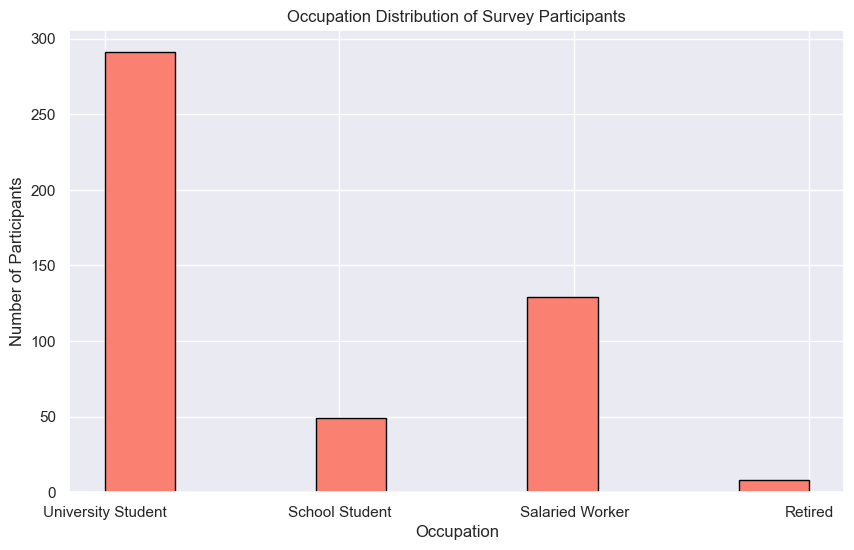 Occupation Distribution of Survey Participants
300
250
200
150
100
50
0
Number of Participants
University Student
School Student
Salaried Worker
Retired
Occupation